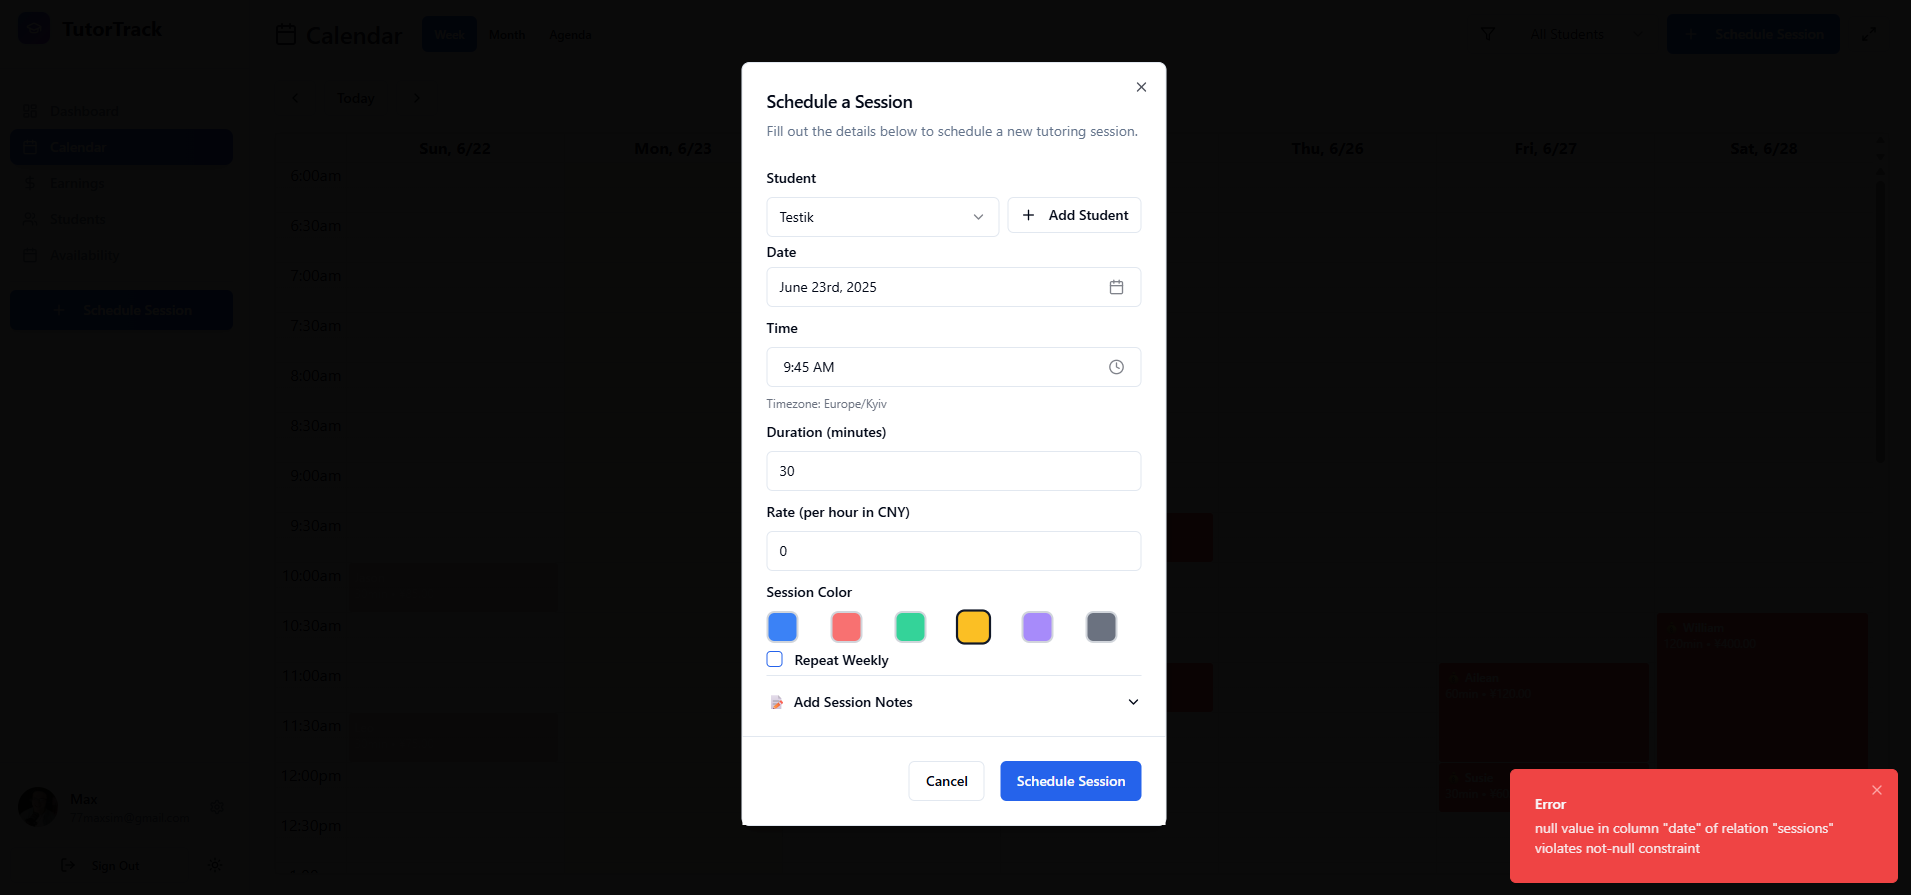 TutorTrack
Calendar
Week
Month
Agenda
All Students
Schedule Session
Today
Dashboard
Calendar
Earnings
Students
Availability
Schedule Session
Sun, 6/22
Mon, 6/23
Thu, 6/26
Fri, 6/27
Sat, 6/28
6:00am
6:30am
7:00am
7:30am
8:00am
8:30am
9:00am
9:30am
10:00am
10:30am
11:00am
11:30am
12:00pm
12:30pm
Schedule a Session
Fill out the details below to schedule a new tutoring session.
Student
Testik
Add Student
Date
June 23rd, 2025
Time
9:45 AM
Timezone: Europe/Kyiv
Duration (minutes)
30
Rate (per hour in CNY)
0
Session Color
Repeat Weekly
Add Session Notes
Cancel
Schedule Session
William
Max
Sign Out
Error
null value in column "date" of relation "sessions"
violates not-null constraint